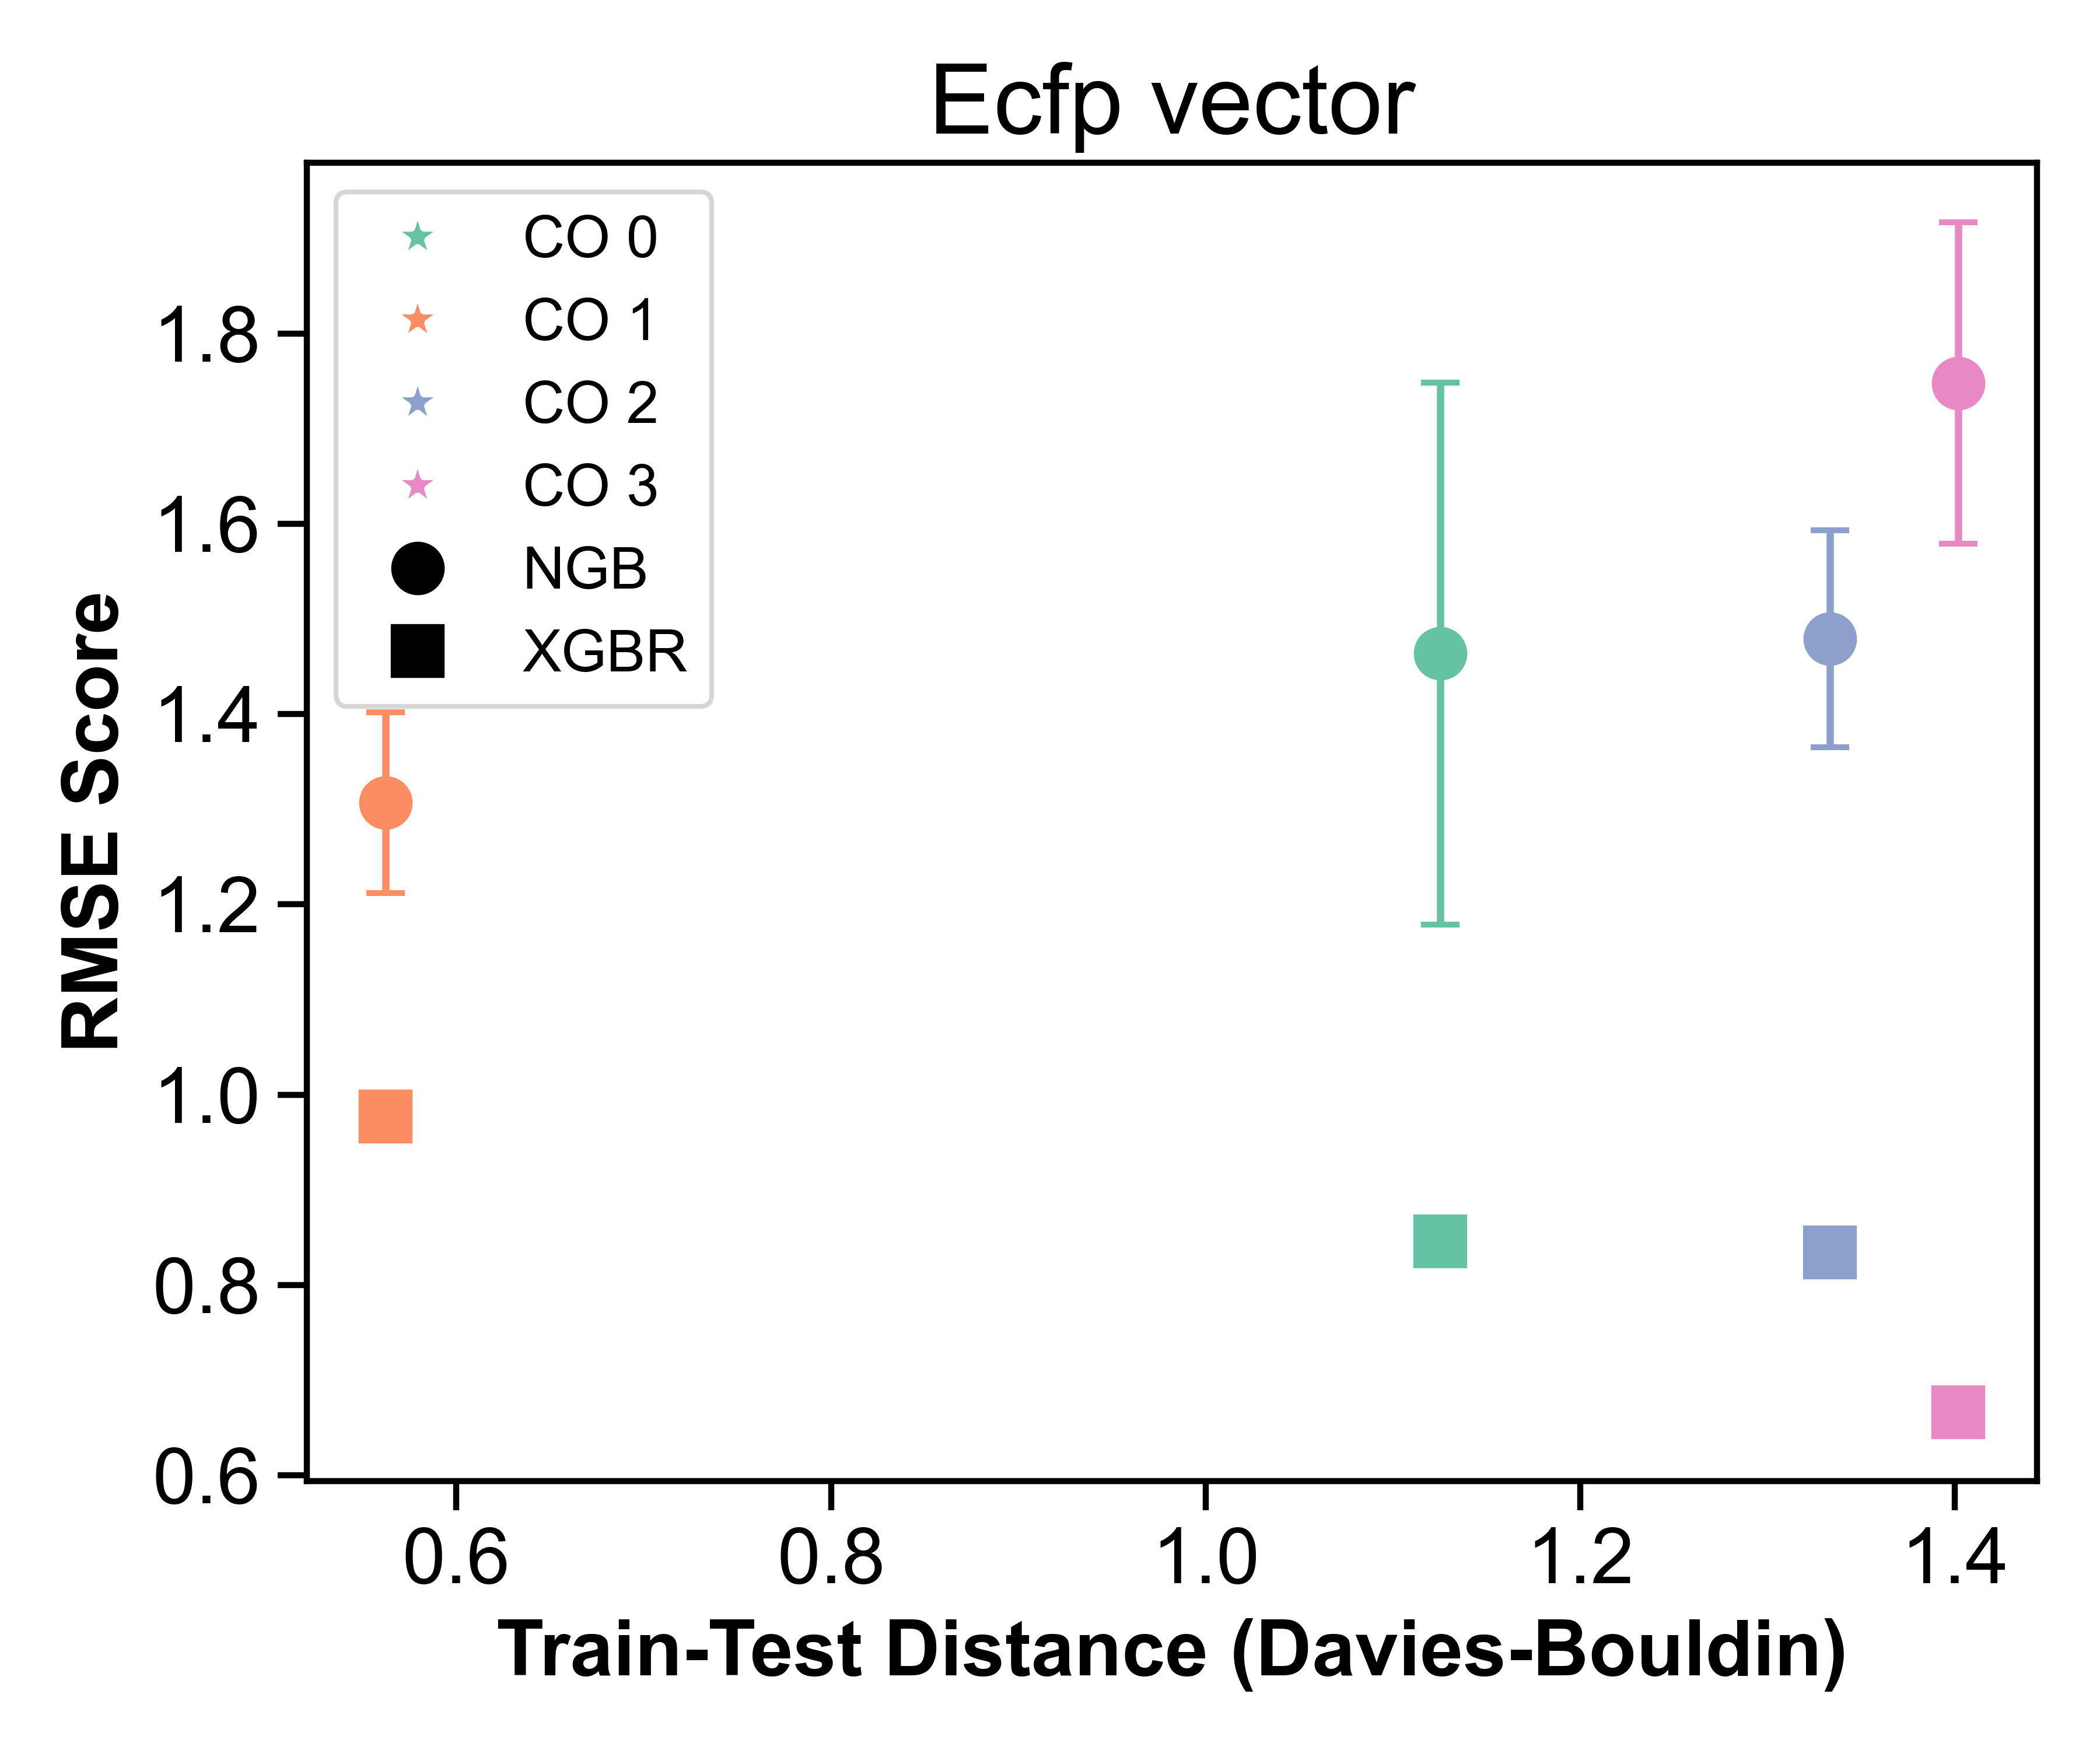 Ecfp vector
CO 0
CO 1
CO 2
CO 3
NGB
XGBR
RMSE Score
1.8
1.6
1.4
1.2
1.0
0.8
0.6
0.6 0.8 1.0 1.2 1.4
Train-Test Distance (Davies-Bouldin)